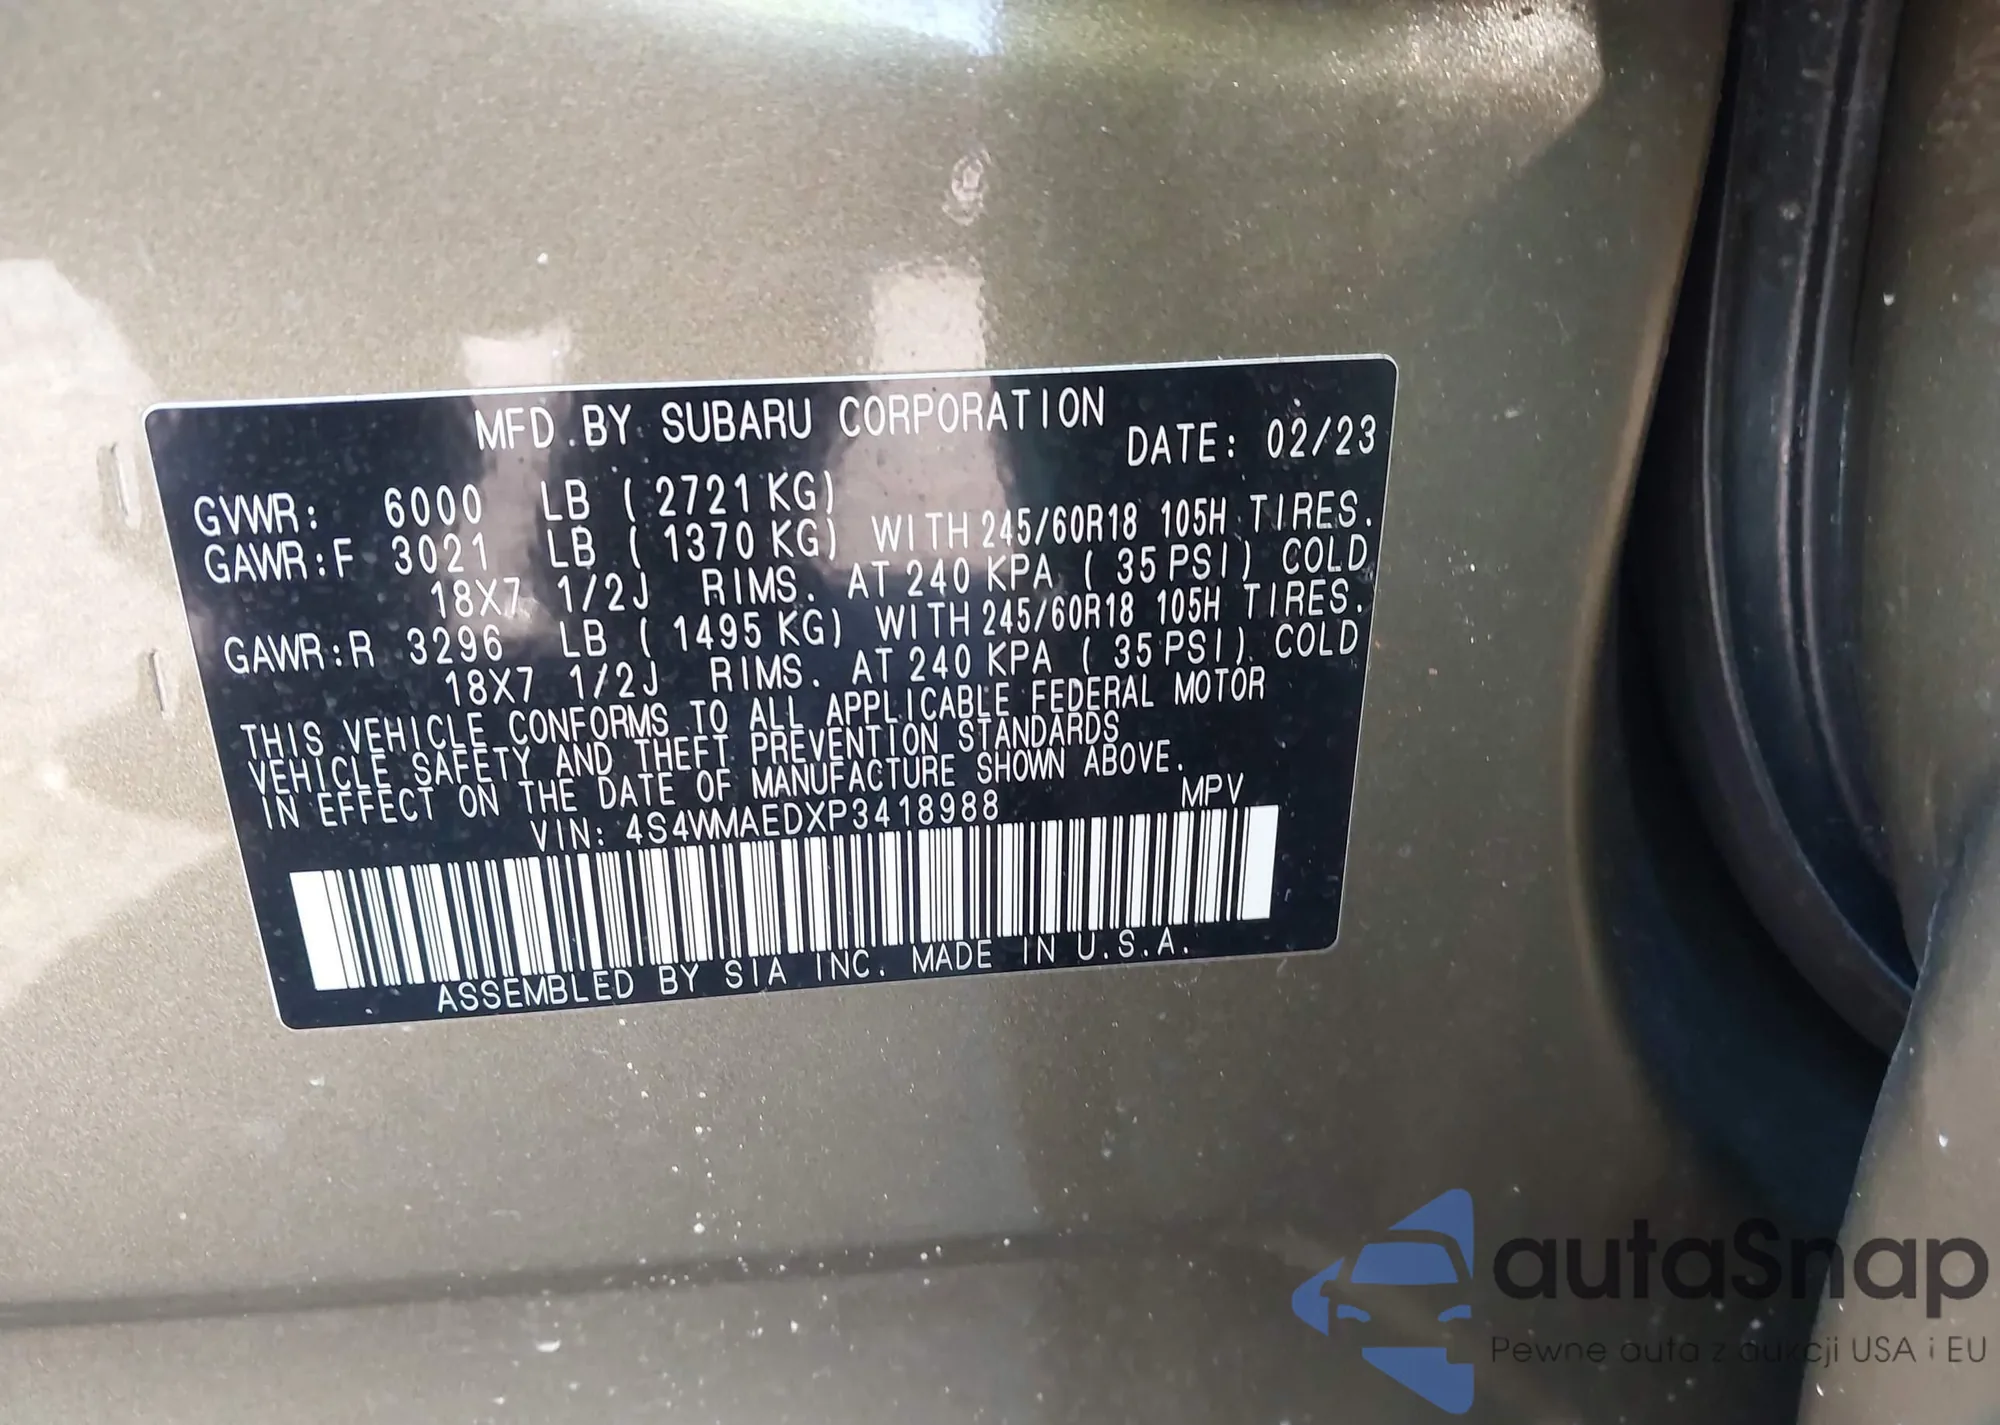 MFD.BY SUBARU CORPORATION DATE: 02/23
GVWR: 6000 LB (2721KG)
GAWR:F 3021 LB (1370 KG) WITH 245/60R18 105H TIRES.
18X7 1/2J RIMS. AT 240 KPA (35 PSI) COLD
GAWR:R 3296 LB (1495 KG) WITH 245/60R18 105H TIRES.
18X7 1/2J RIMS. AT 240 KPA (35 PSI) COLD
THIS VEHICLE CONFORMS TO ALL APPLICABLE FEDERAL MOTOR
VEHICLE SAFETY AND THEFT PREVENTION STANDARDS
IN EFFECT ON THE DATE OF MANUFACTURE SHOWN ABOVE.
VIN: 4S4WMAEDXP3418988 MPV
ASSEMBLED BY SIA INC. MADE IN U.S.A.
autaSnap
Pewne auta z aukcji USA i EU